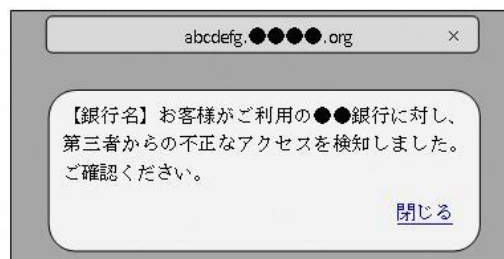 abcdefg.●●●●.org ×
【銀行名】お客様がご利用の●●銀行に対し、
第三者からの不正なアクセスを検知しました。
ご確認ください。
閉じる